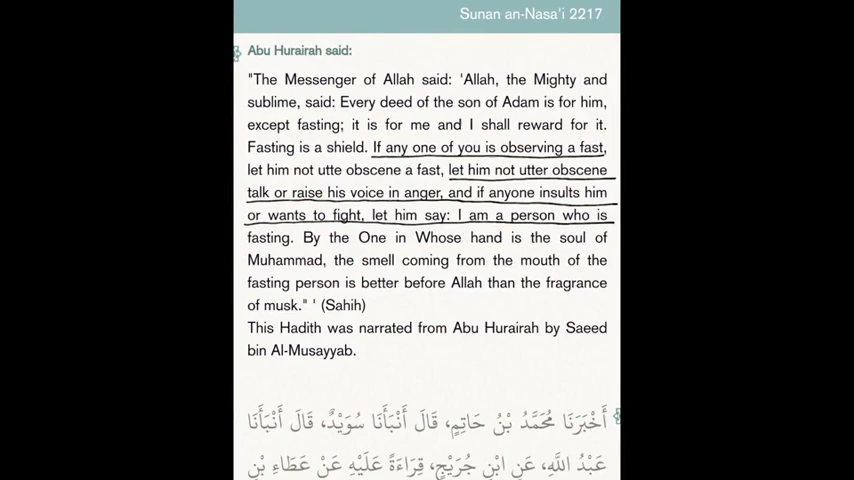 Sunan an-Nasa'i 2217
Abu Hurairah said:
"The Messenger of Allah said: 'Allah, the Mighty and
sublime, said: Every deed of the son of Adam is for him,
except fasting; it is for me and I shall reward for it.
Fasting is a shield. If any one of you is observing a fast,
let him not utte obscene a fast, let him not utter obscene
talk or raise his voice in anger, and if anyone insults him
or wants to fight, let him say: I am a person who is
fasting. By the One in Whose hand is the soul of
Muhammad, the smell coming from the mouth of the
fasting person is better before Allah than the fragrance
of musk." ' (Sahih)
This Hadith was narrated from Abu Hurairah by Saeed
bin Al-Musayyab.
أَخْبَرَنَا مُحَمَّدُ بْنُ حَاتِمٍ، قَالَ أَنْبَأَنَا سُوَيْدٌ، قَالَ أَنْبَأَنَا
عَبْدُ اللَّهِ، عَنِ ابْنِ جُرَيْجٍ، قِرَاءَةً عَلَيْهِ عَنْ عَطَاءِ بْنِ